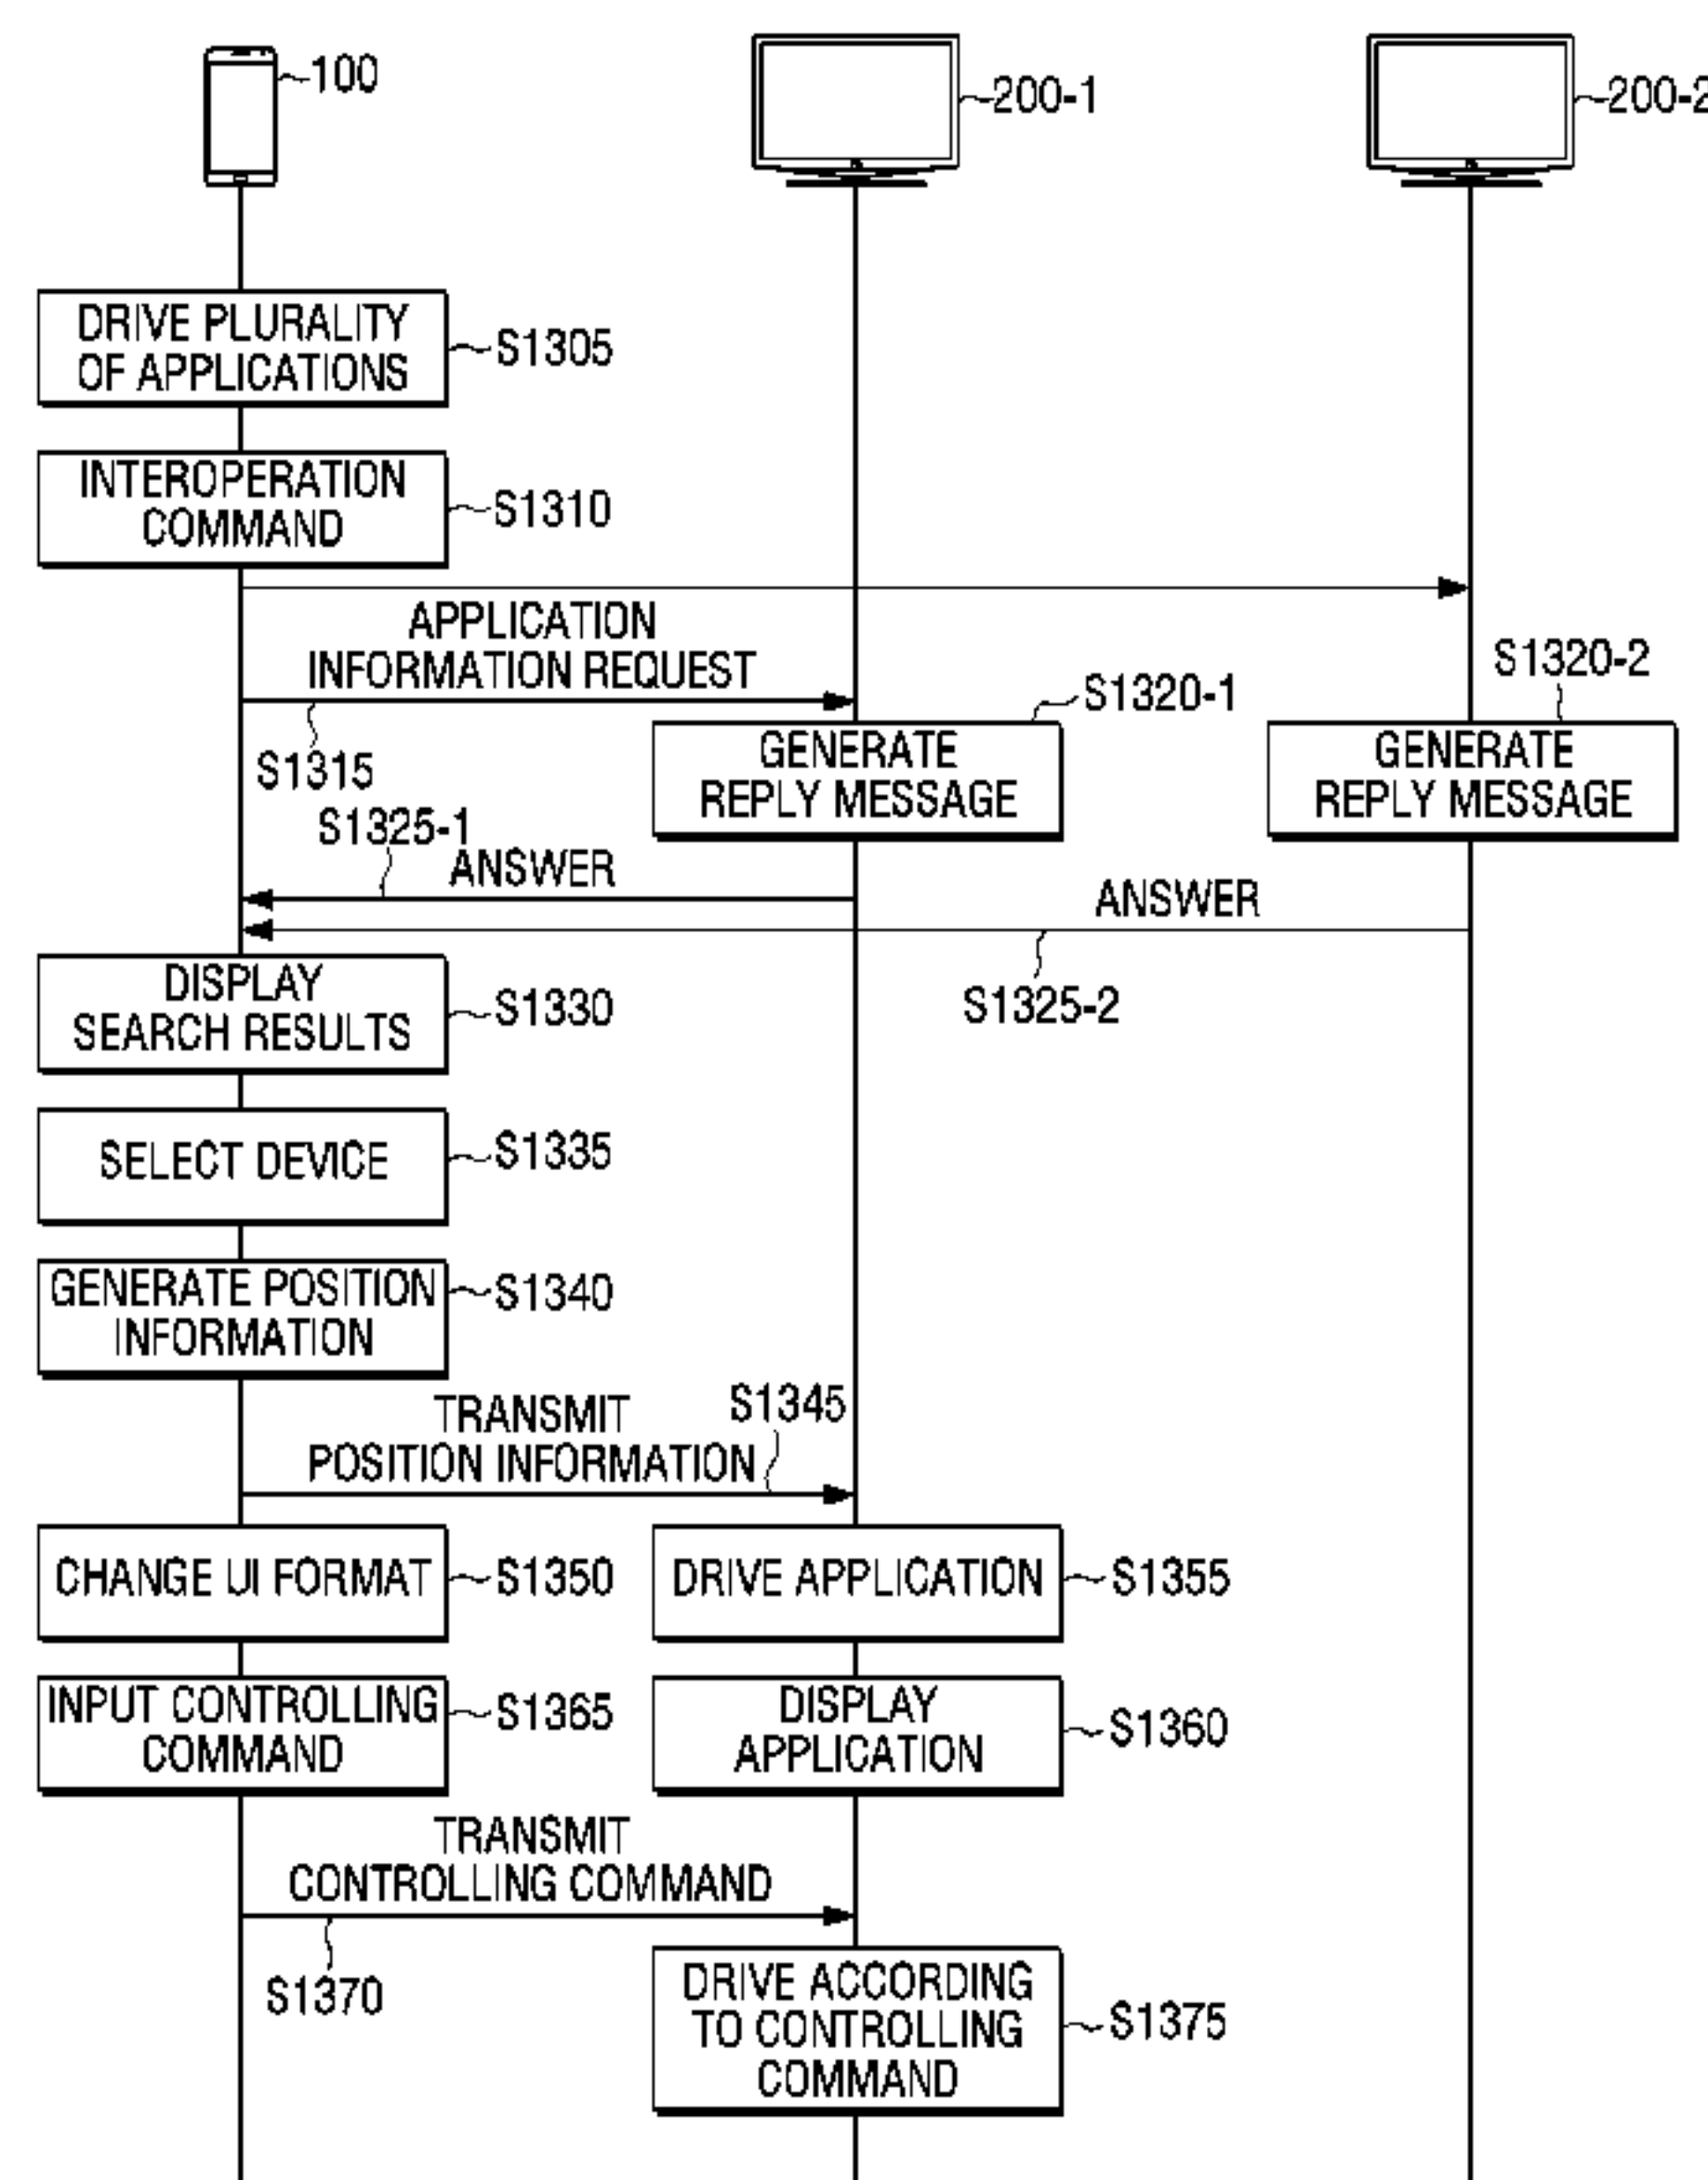 100
200-1
200-2
DRIVE PLURALITY
OF APPLICATIONS
S1305
INTEROPERATION
COMMAND
S1310
APPLICATION
INFORMATION REQUEST
S1315
S1320-1
S1320-2
GENERATE
REPLY MESSAGE
GENERATE
REPLY MESSAGE
S1325-1
ANSWER
ANSWER
S1325-2
DISPLAY
SEARCH RESULTS
S1330
SELECT DEVICE
S1335
GENERATE POSITION
INFORMATION
S1340
TRANSMIT
POSITION INFORMATION
S1345
CHANGE UI FORMAT
S1350
DRIVE APPLICATION
S1355
INPUT CONTROLLING
COMMAND
S1365
DISPLAY
APPLICATION
S1360
TRANSMIT
CONTROLLING COMMAND
S1370
DRIVE ACCORDING
TO CONTROLLING
COMMAND
S1375